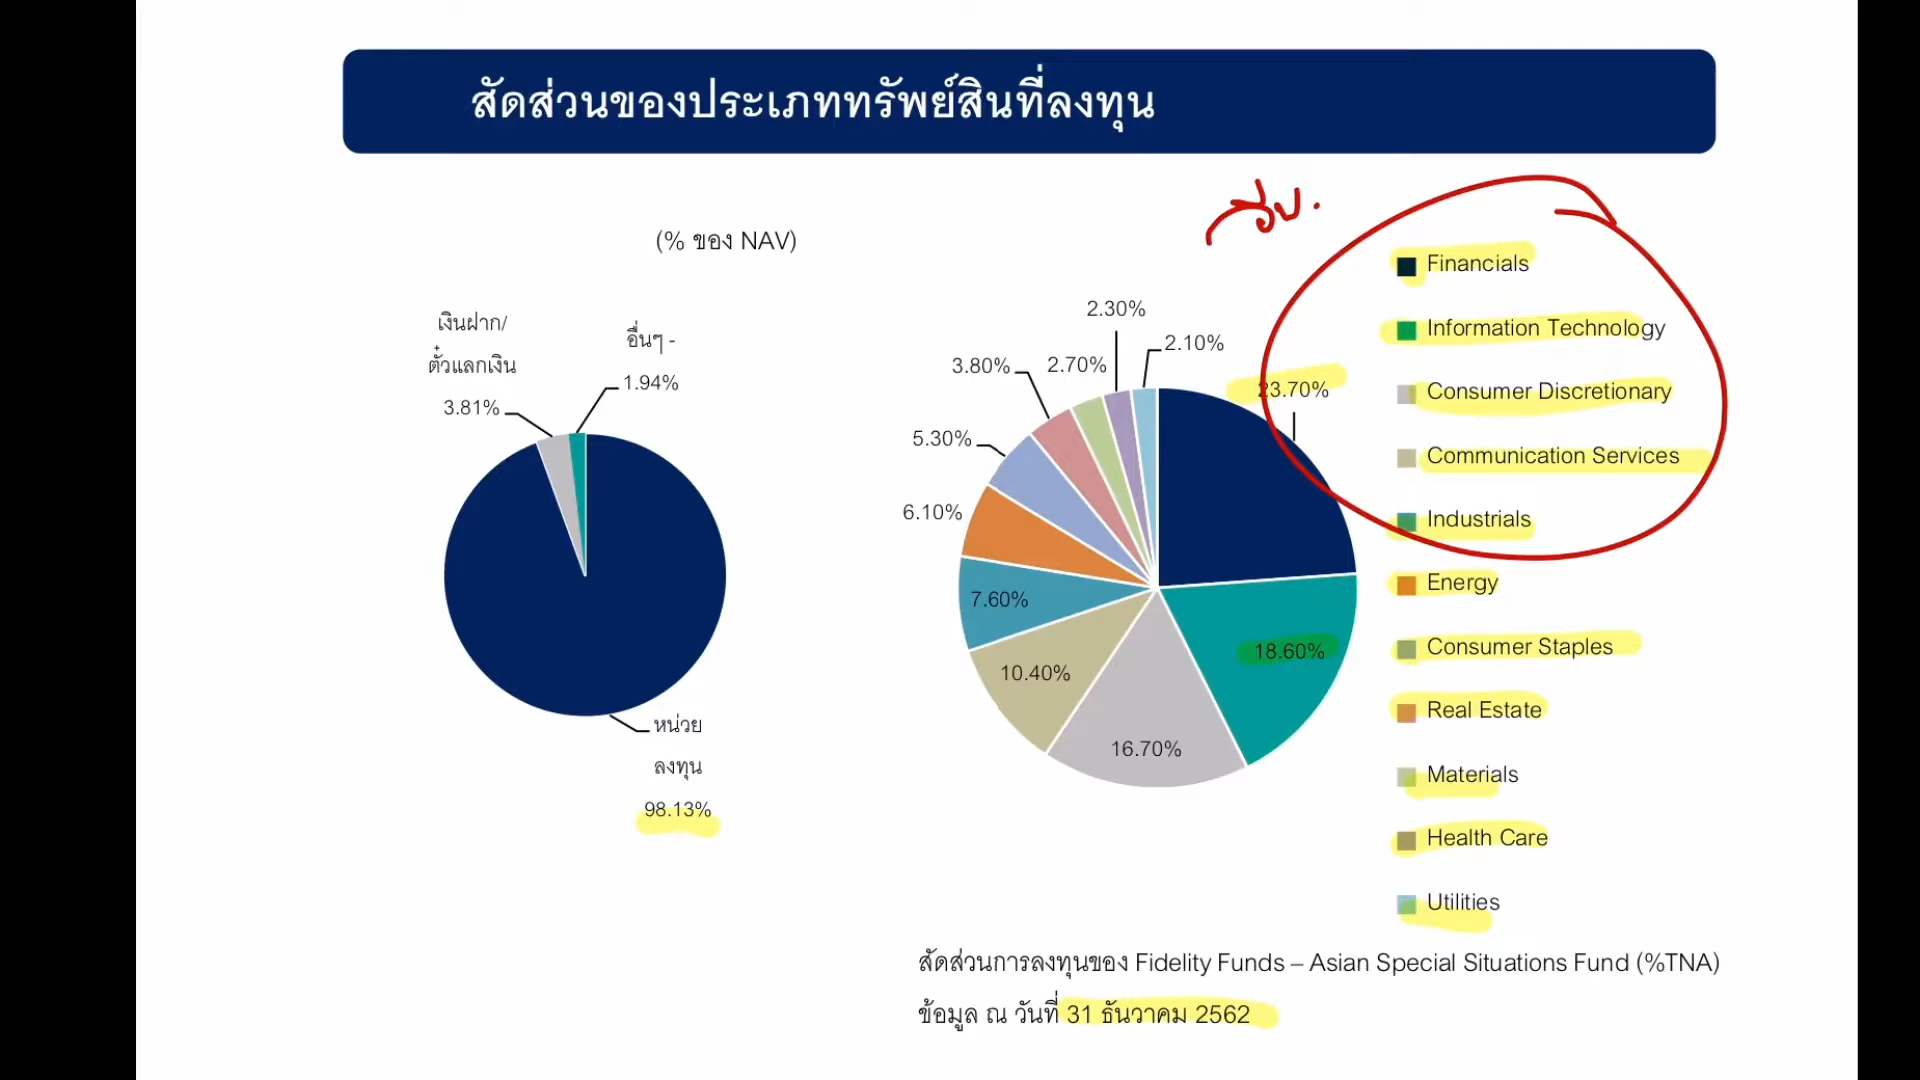 สัดส่วนของประเภททรัพย์สินที่ลงทุน
(% ของ NAV)
เงินฝาก/
ตั๋วแลกเงิน
3.81%
อื่นๆ -
1.94%
หน่วย
ลงทุน
98.13%
2.30%
2.10%
3.80%
2.70%
23.70%
5.30%
6.10%
7.60%
18.60%
10.40%
16.70%
Financials
Information Technology
Consumer Discretionary
Communication Services
Industrials
Energy
Consumer Staples
Real Estate
Materials
Health Care
Utilities
สัดส่วนการลงทุนของ Fidelity Funds – Asian Special Situations Fund (%TNA)
ข้อมูล ณ วันที่ 31 ธันวาคม 2562